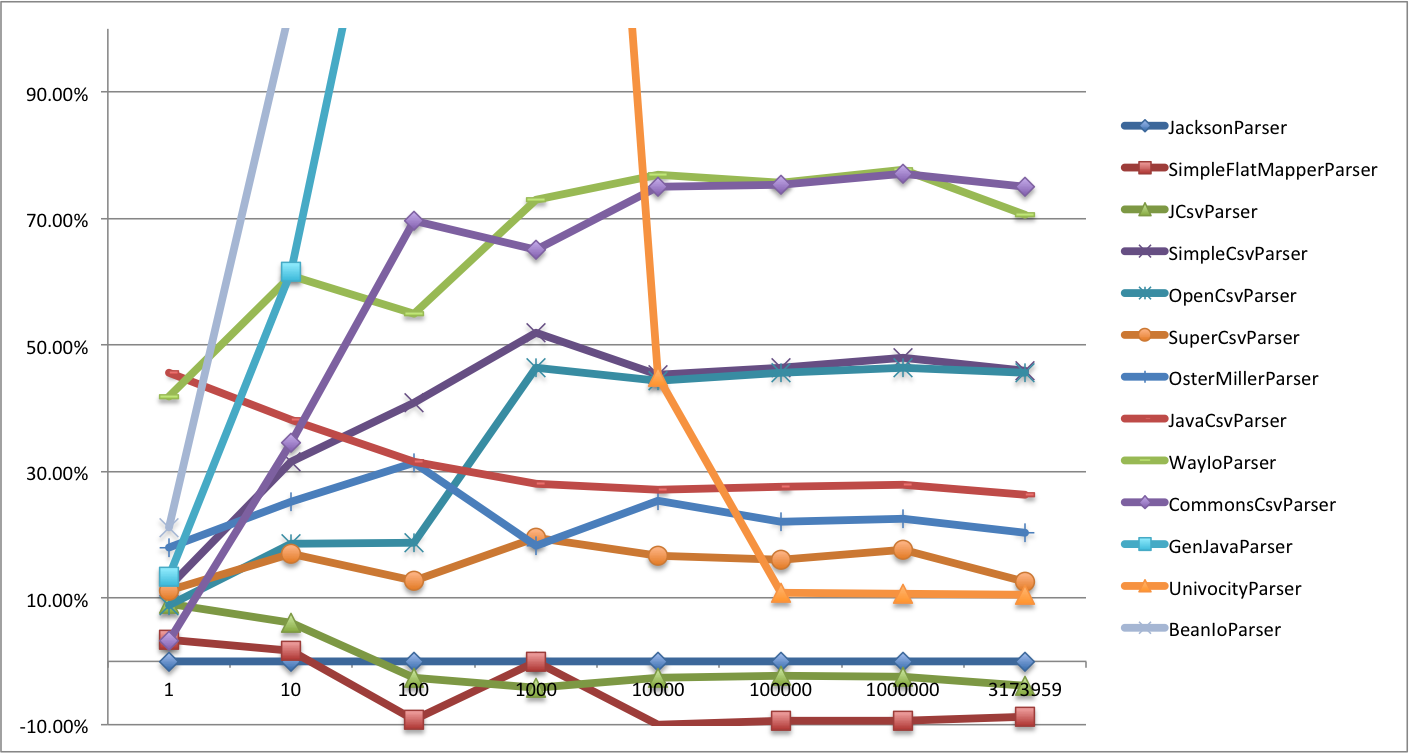 90.00%
70.00%
50.00%
30.00%
10.00%
-10.00%
1
10
100
1000
10000
100000
1000000
3173959
JacksonParser
SimpleFlatMapperParser
JCsvParser
SimpleCsvParser
OpenCsvParser
SuperCsvParser
OsterMillerParser
JavaCsvParser
WayIoParser
CommonsCsvParser
GenJavaParser
UnivocityParser
BeanIoParser